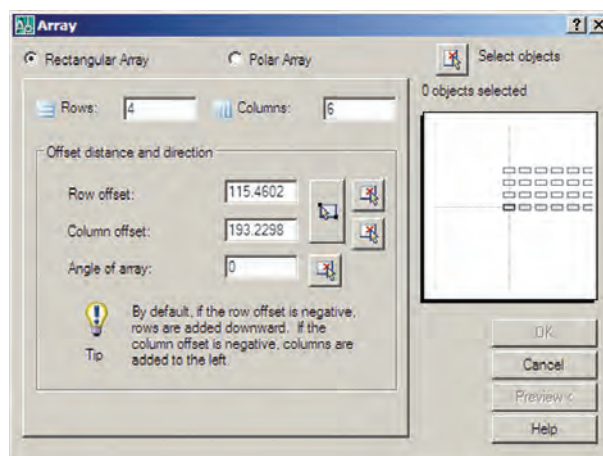 Array
Rectangular Array
Polar Array
Select objects
0 objects selected
Rows: 4
Columns: 6
Offset distance and direction
Row offset: 115.4602
Column offset: 193.2298
Angle of array: 0
By default, if the row offset is negative,
rows are added downward. If the
column offset is negative, columns are
added to the left.
Tip
OK
Cancel
Preview <
Help